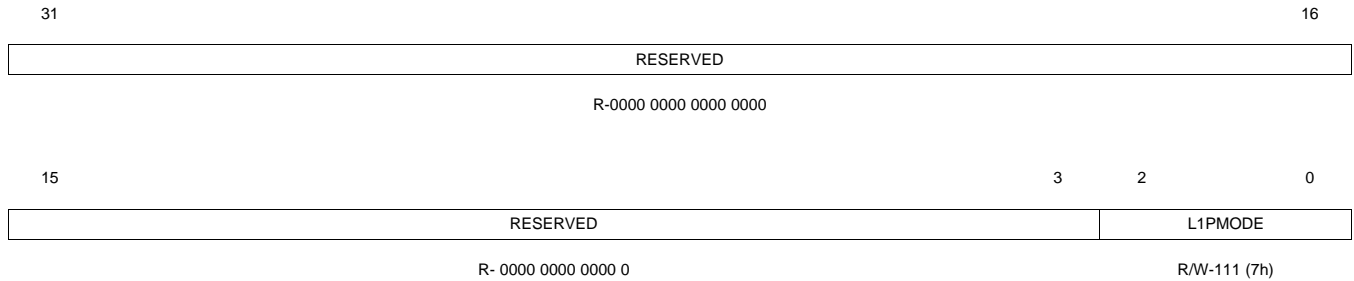 31 16
RESERVED
R-0000 0000 0000 0000
15 3 2 0
RESERVED L1PMODE
R- 0000 0000 0000 0 R/W-111 (7h)